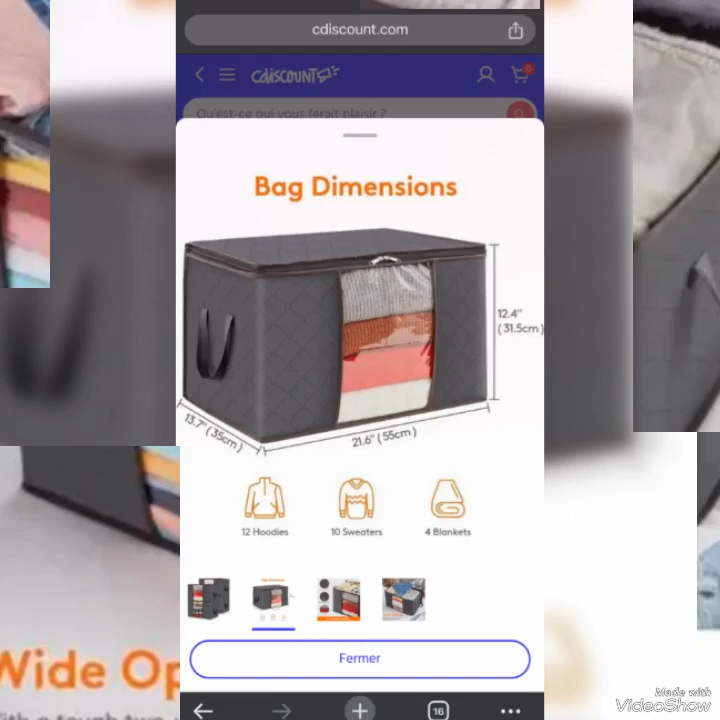 cdiscount.com
Cdiscount
0
Qu'est-ce qui vous ferait plaisir ?
Bag Dimensions
12.4"
(31.5cm)
13.7" (35cm)
21.6" (55cm)
12 Hoodies
10 Sweaters
4 Blankets
Fermer
Wide Op
16
Made with
VideoShow